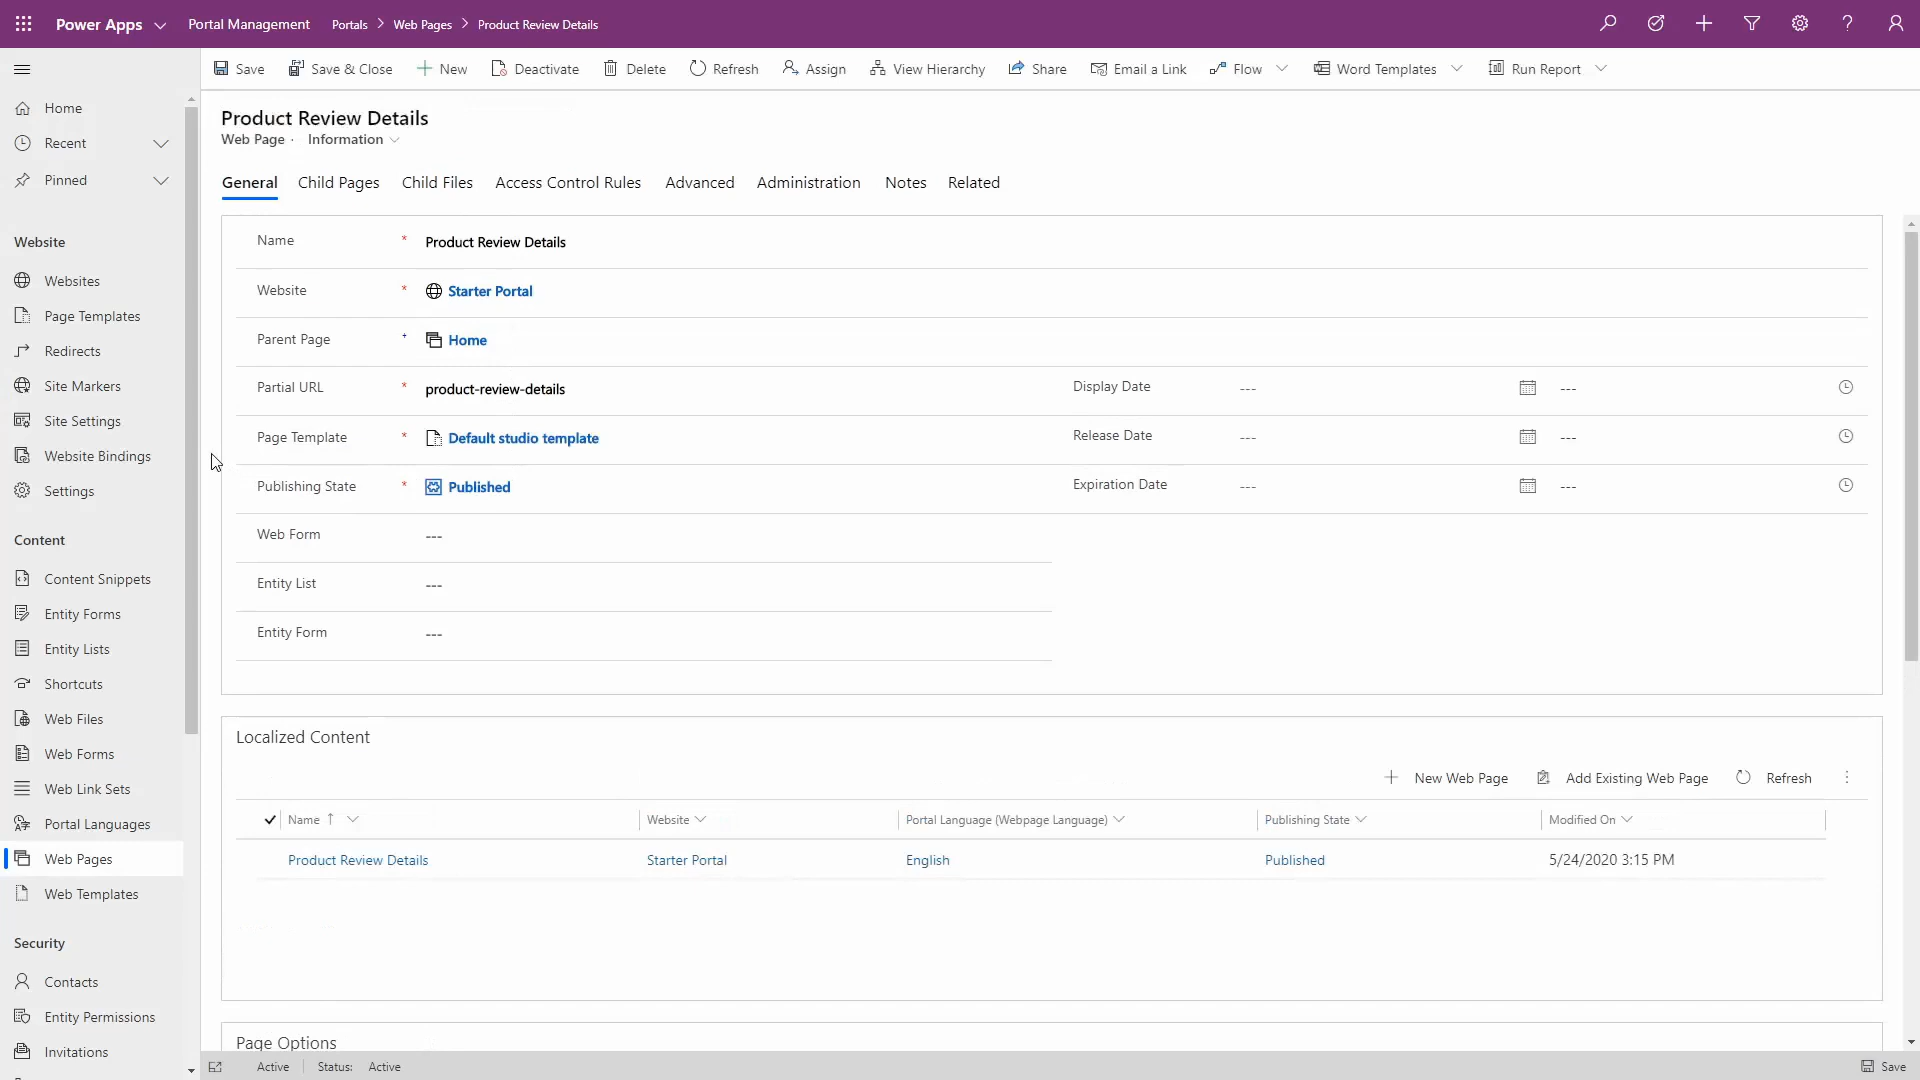 Power Apps
Portal Management
Portals > Web Pages > Product Review Details
Save
Save & Close
New
Deactivate
Delete
Refresh
Assign
View Hierarchy
Share
Email a Link
Flow
Word Templates
Run Report
Home
Recent
Pinned
Website
Websites
Page Templates
Redirects
Site Markers
Site Settings
Website Bindings
Settings
Content
Content Snippets
Entity Forms
Entity Lists
Shortcuts
Web Files
Web Forms
Web Link Sets
Portal Languages
Web Pages
Web Templates
Security
Contacts
Entity Permissions
Invitations
Product Review Details
Web Page · Information
General Child Pages Child Files Access Control Rules Advanced Administration Notes Related
Name * Product Review Details
Website * Starter Portal
Parent Page + Home
Partial URL * product-review-details
Display Date --- ---
Page Template * Default studio template
Release Date --- ---
Publishing State * Published
Expiration Date --- ---
Web Form ---
Entity List ---
Entity Form ---
Localized Content
New Web Page Add Existing Web Page Refresh
Name ↑ Website Portal Language (Webpage Language) Publishing State Modified On
Product Review Details Starter Portal English Published 5/24/2020 3:15 PM
Page Options
Active Status: Active Save